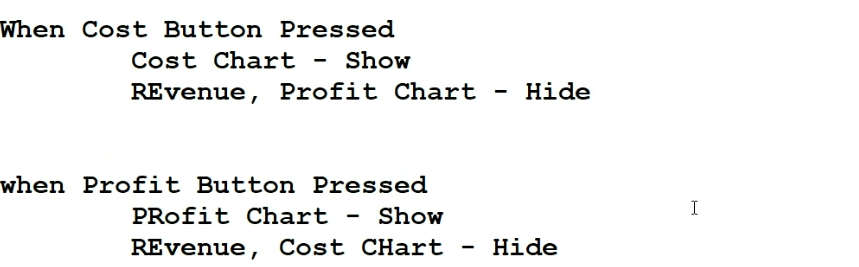 When Cost Button Pressed
Cost Chart - Show
REvenue, Profit Chart - Hide
when Profit Button Pressed
PRofit Chart - Show
REvenue, Cost CHart - Hide